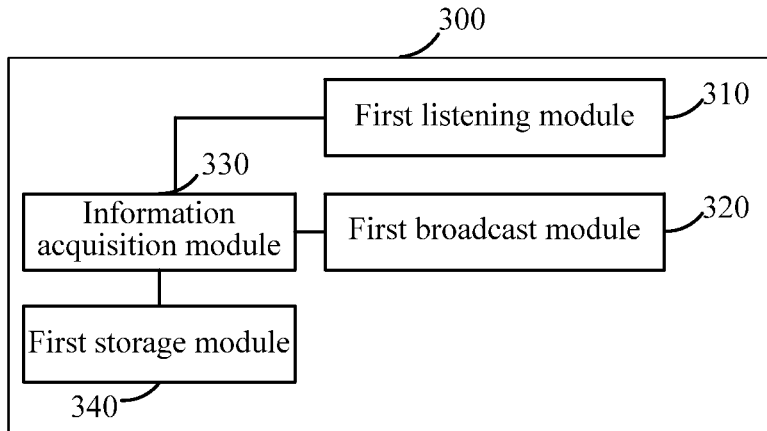 300
First listening module
310
330
Information
acquisition module
First broadcast module
320
First storage module
340